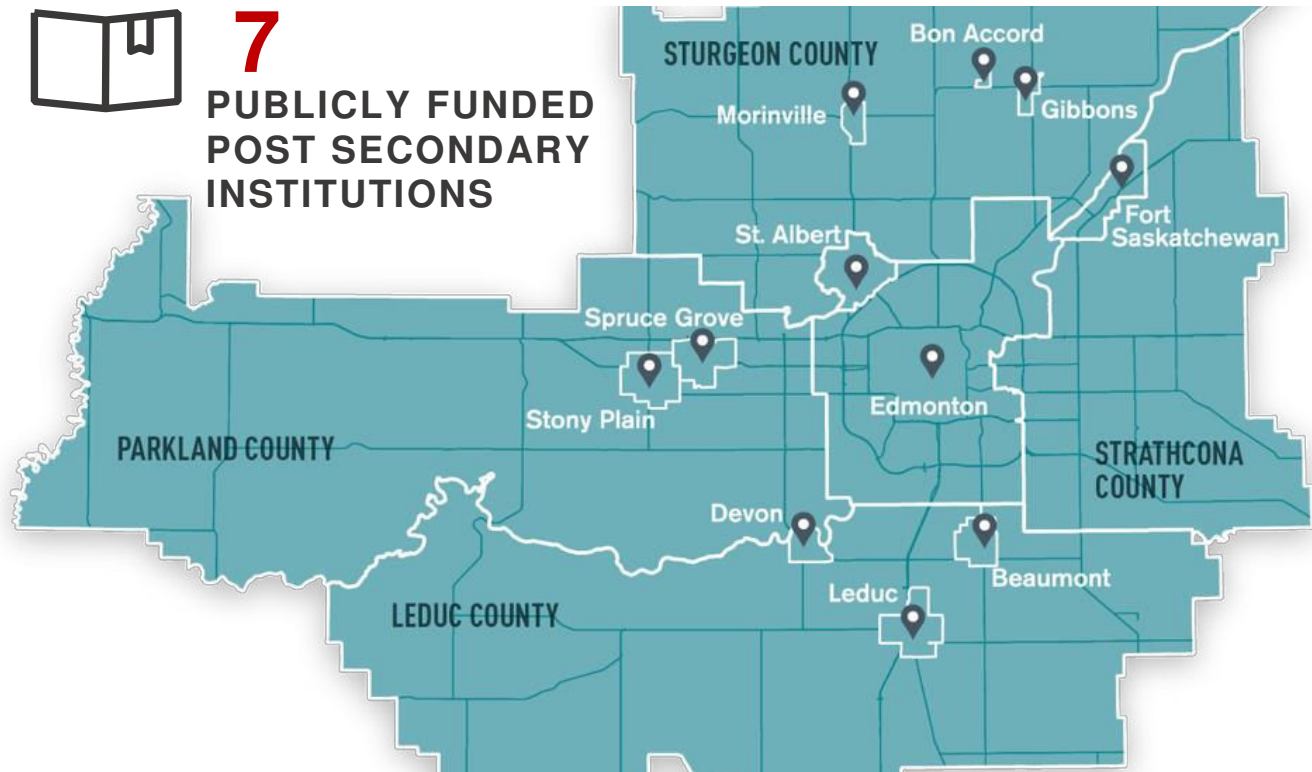 7
PUBLICLY FUNDED
POST SECONDARY
INSTITUTIONS
STURGEON COUNTY
Bon Accord
Morinville
Gibbons
Fort
Saskatchewan
St. Albert
Spruce Grove
Stony Plain
Edmonton
PARKLAND COUNTY
STRATHCONA
COUNTY
Devon
Beaumont
Leduc
LEDUC COUNTY